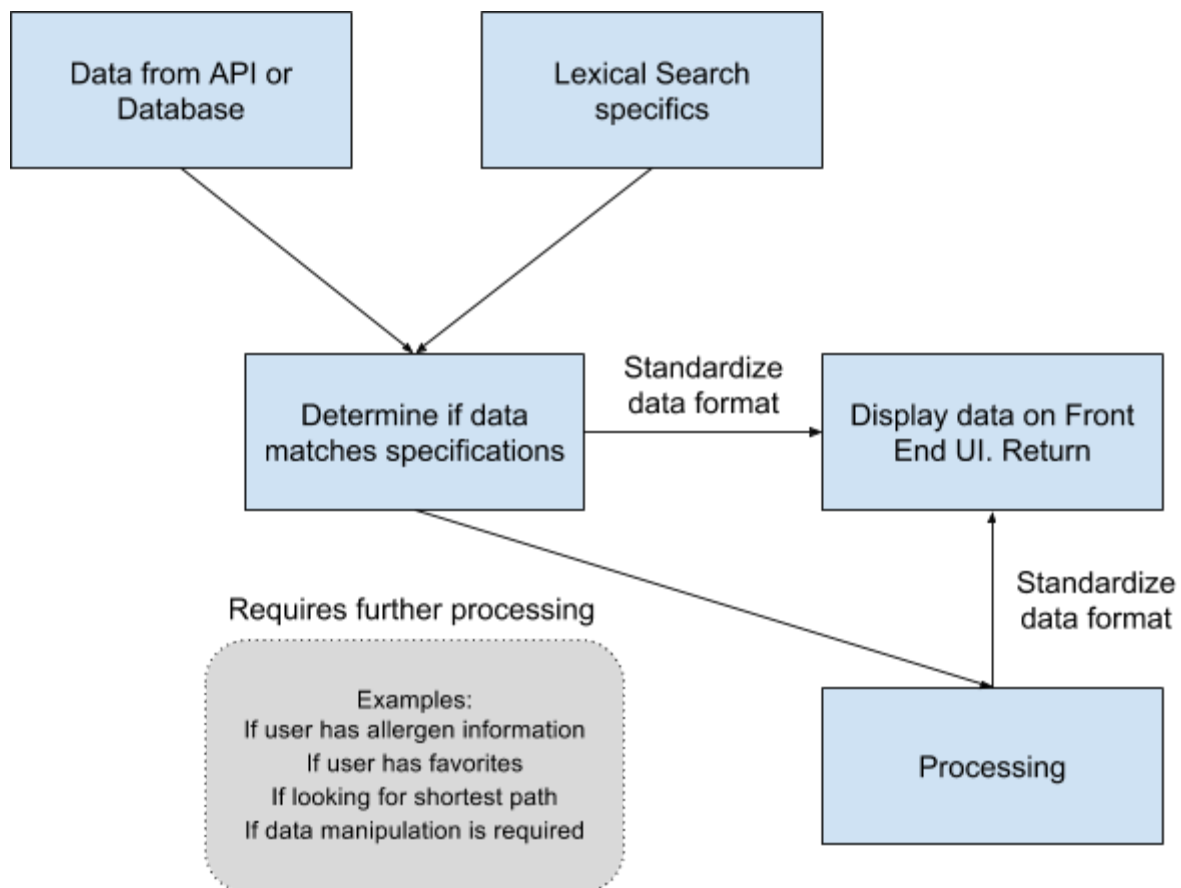 Data from API or
Database
Lexical Search
specifics
Determine if data
matches specifications
Standardize
data format
Display data on Front
End UI. Return
Requires further processing
Examples:
If user has allergen information
If user has favorites
If looking for shortest path
If data manipulation is required
Standardize
data format
Processing